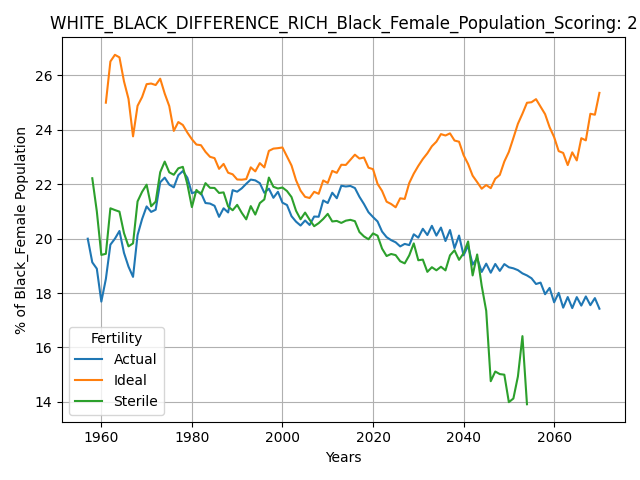 WHITE_BLACK_DIFFERENCE_RICH_Black_Female_Population_Scoring: 2
% of Black_Female Population
26
24
22
20
18
16
14
Fertility
Actual
Ideal
Sterile
1960 1980 2000 2020 2040 2060
Years